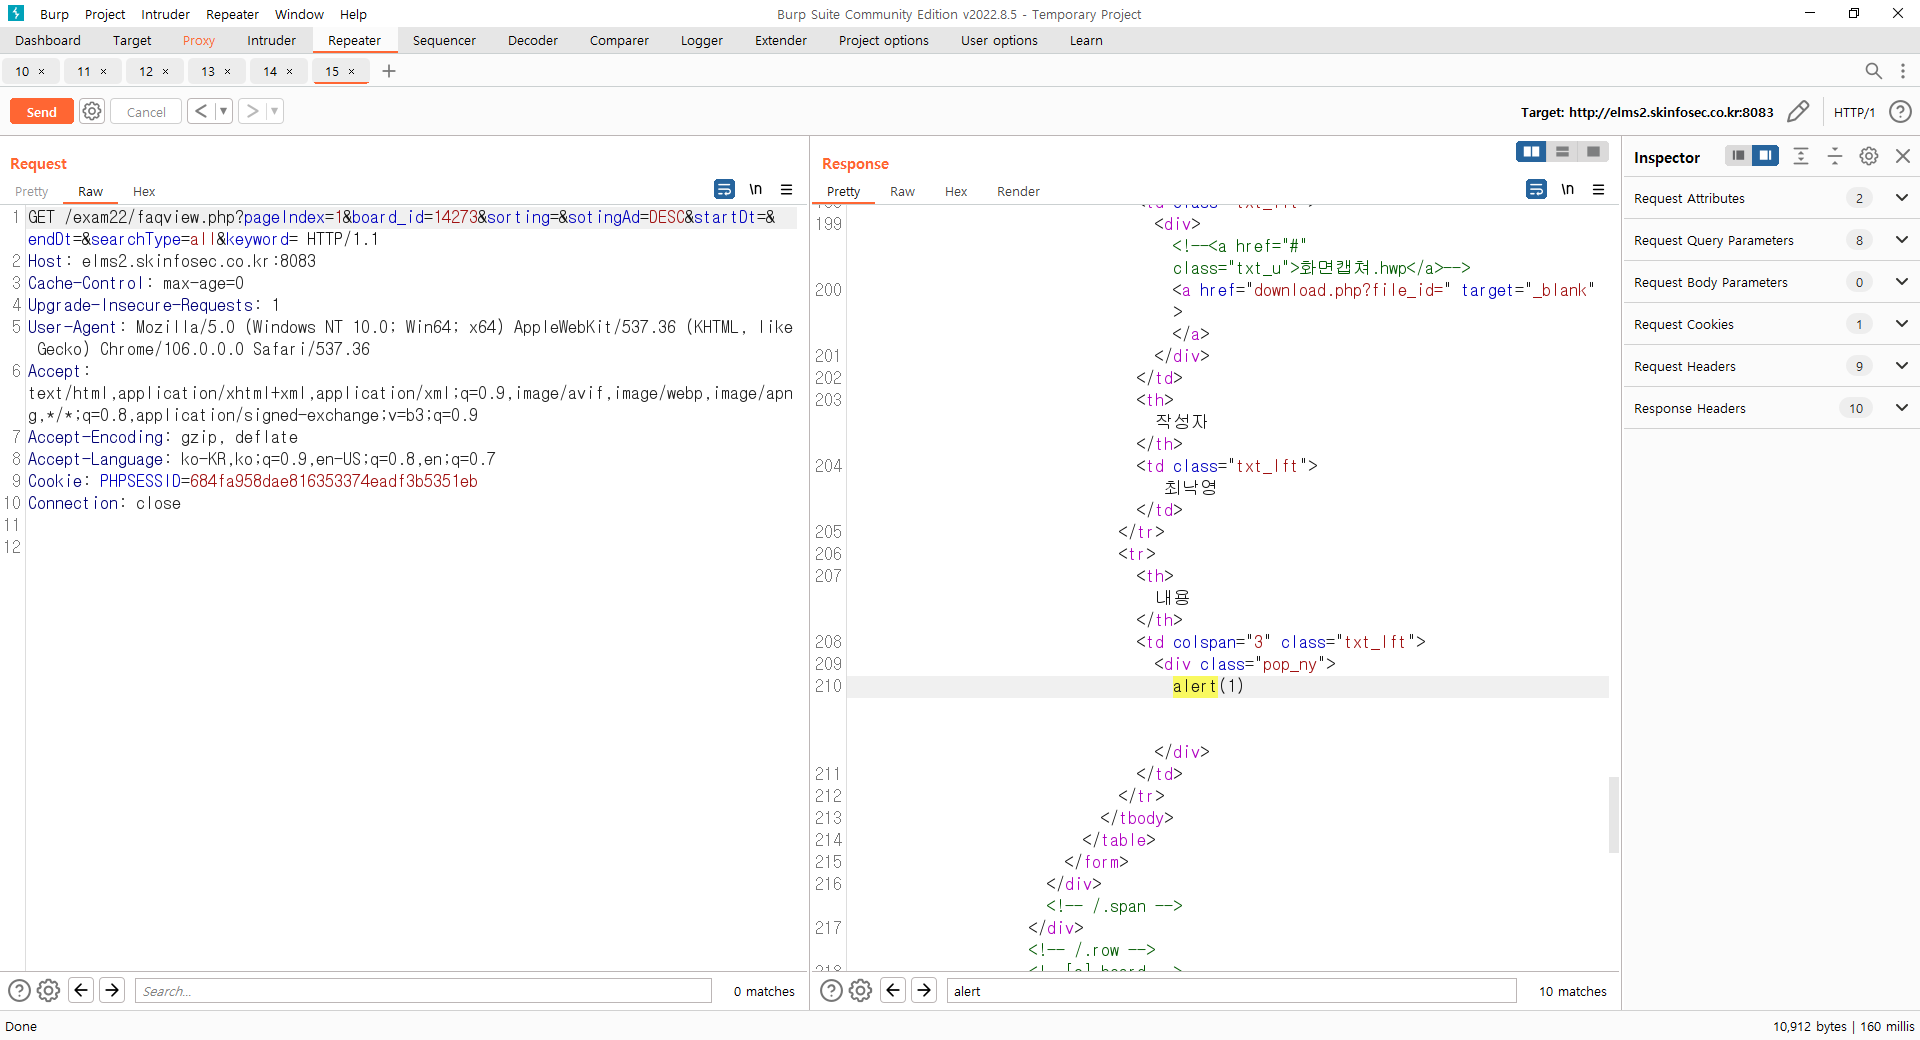 Burp Project Intruder Repeater Window Help
Burp Suite Community Edition v2022.8.5 - Temporary Project
Dashboard Target Proxy Intruder Repeater Sequencer Decoder Comparer Logger Extender Project options User options Learn
10 × 11 × 12 × 13 × 14 × 15 × +
Send Cancel < ▼ > ▼
Target: http://elms2.skinfosec.co.kr:8083 HTTP/1 ?
Request
Pretty Raw Hex \n
1 GET /exam22/faqview.php?pageIndex=1&board_id=14273&sorting=&sotingAd=DESC&startDt=&
endDt=&searchType=all&keyword= HTTP/1.1
2 Host: elms2.skinfosec.co.kr:8083
3 Cache-Control: max-age=0
4 Upgrade-Insecure-Requests: 1
5 User-Agent: Mozilla/5.0 (Windows NT 10.0; Win64; x64) AppleWebKit/537.36 (KHTML, like
Gecko) Chrome/106.0.0.0 Safari/537.36
6 Accept:
text/html,application/xhtml+xml,application/xml;q=0.9,image/avif,image/webp,image/apn
g,*/*;q=0.8,application/signed-exchange;v=b3;q=0.9
7 Accept-Encoding: gzip, deflate
8 Accept-Language: ko-KR,ko;q=0.9,en-US;q=0.8,en;q=0.7
9 Cookie: PHPSESSID=684fa958dae816353374eadf3b5351eb
10 Connection: close
11
12
? Search... 0 matches
Response
Pretty Raw Hex Render \n
<td class="txt_lft">
199 <div>
<!--<a href="#"
class="txt_u">화면캡쳐.hwp</a>-->
200 <a href="download.php?file_id=" target="_blank"
>
</a>
201 </div>
202 </td>
203 <th>
작성자
</th>
204 <td class="txt_lft">
최낙영
</td>
205 </tr>
206 <tr>
207 <th>
내용
</th>
208 <td colspan="3" class="txt_lft">
209 <div class="pop_ny">
210 alert(1)
</div>
211 </td>
212 </tr>
213 </tbody>
214 </table>
215 </form>
216 </div>
<!-- /.span -->
217 </div>
<!-- /.row -->
218
? alert 10 matches
Inspector
Request Attributes 2
Request Query Parameters 8
Request Body Parameters 0
Request Cookies 1
Request Headers 9
Response Headers 10
Done
10,912 bytes | 160 millis